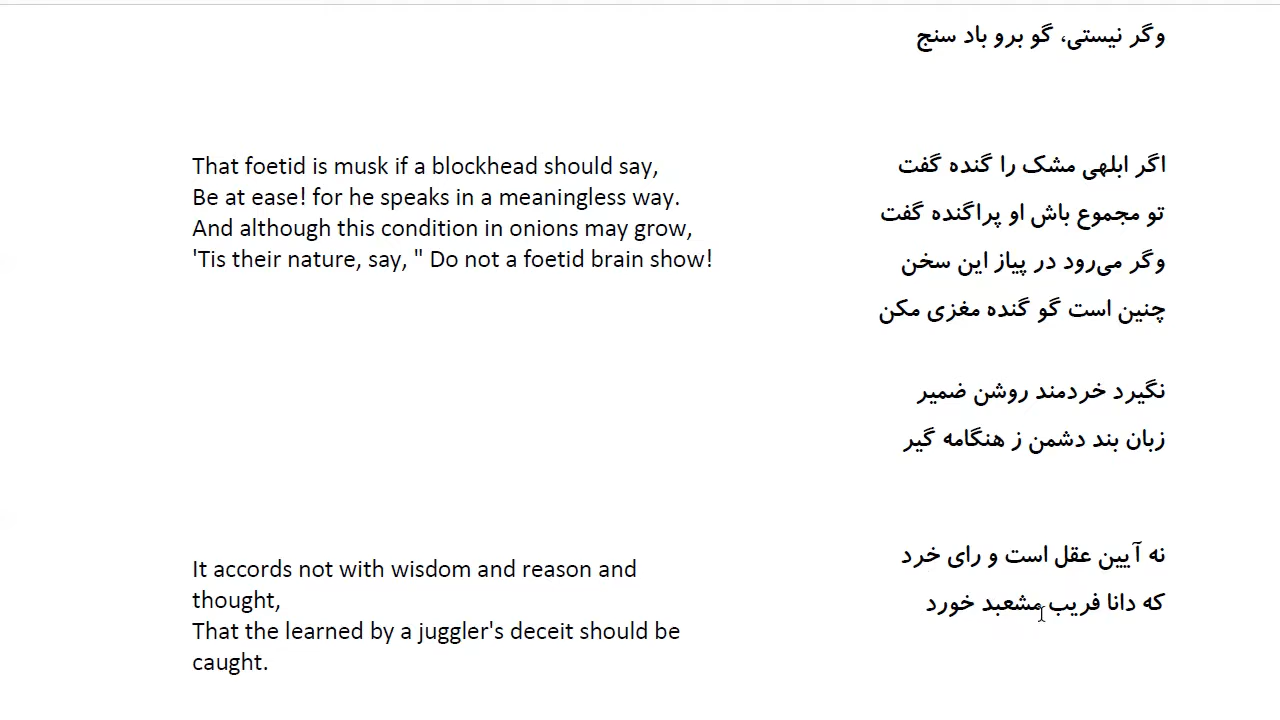 وگر نیستی، گو برو باد سنج
That foetid is musk if a blockhead should say,
Be at ease! for he speaks in a meaningless way.
And although this condition in onions may grow,
'Tis their nature, say, " Do not a foetid brain show!
اگر ابلهی مشک را گنده گفت
تو مجموع باش او پراگنده گفت
وگر می‌رود در پیاز این سخن
چنین است گو گنده مغزی مکن
نگیرد خردمند روشن ضمیر
زبان بند دشمن ز هنگامه گیر
It accords not with wisdom and reason and
thought,
That the learned by a juggler's deceit should be
caught.
نه آیین عقل است و رای خرد
که دانا فریب مشعبد خورد